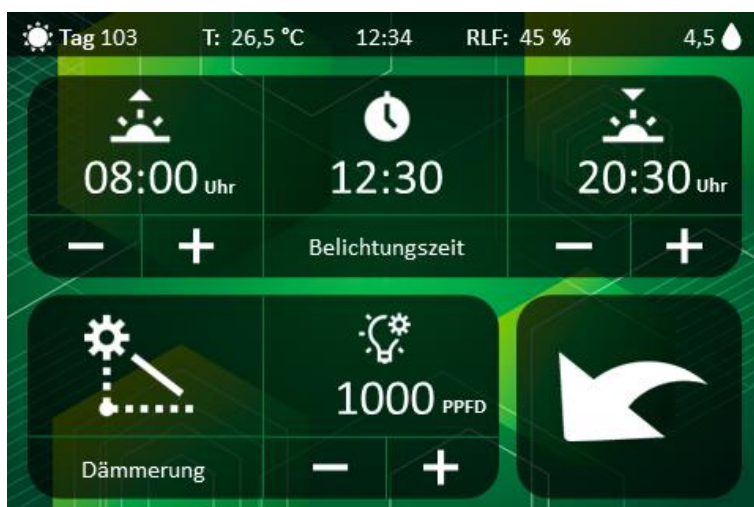 Tag 103 T: 26,5 °C 12:34 RLF: 45 % 4,5
08:00 Uhr 12:30 20:30 Uhr
Belichtungszeit
1000 PPFD
Dämmerung